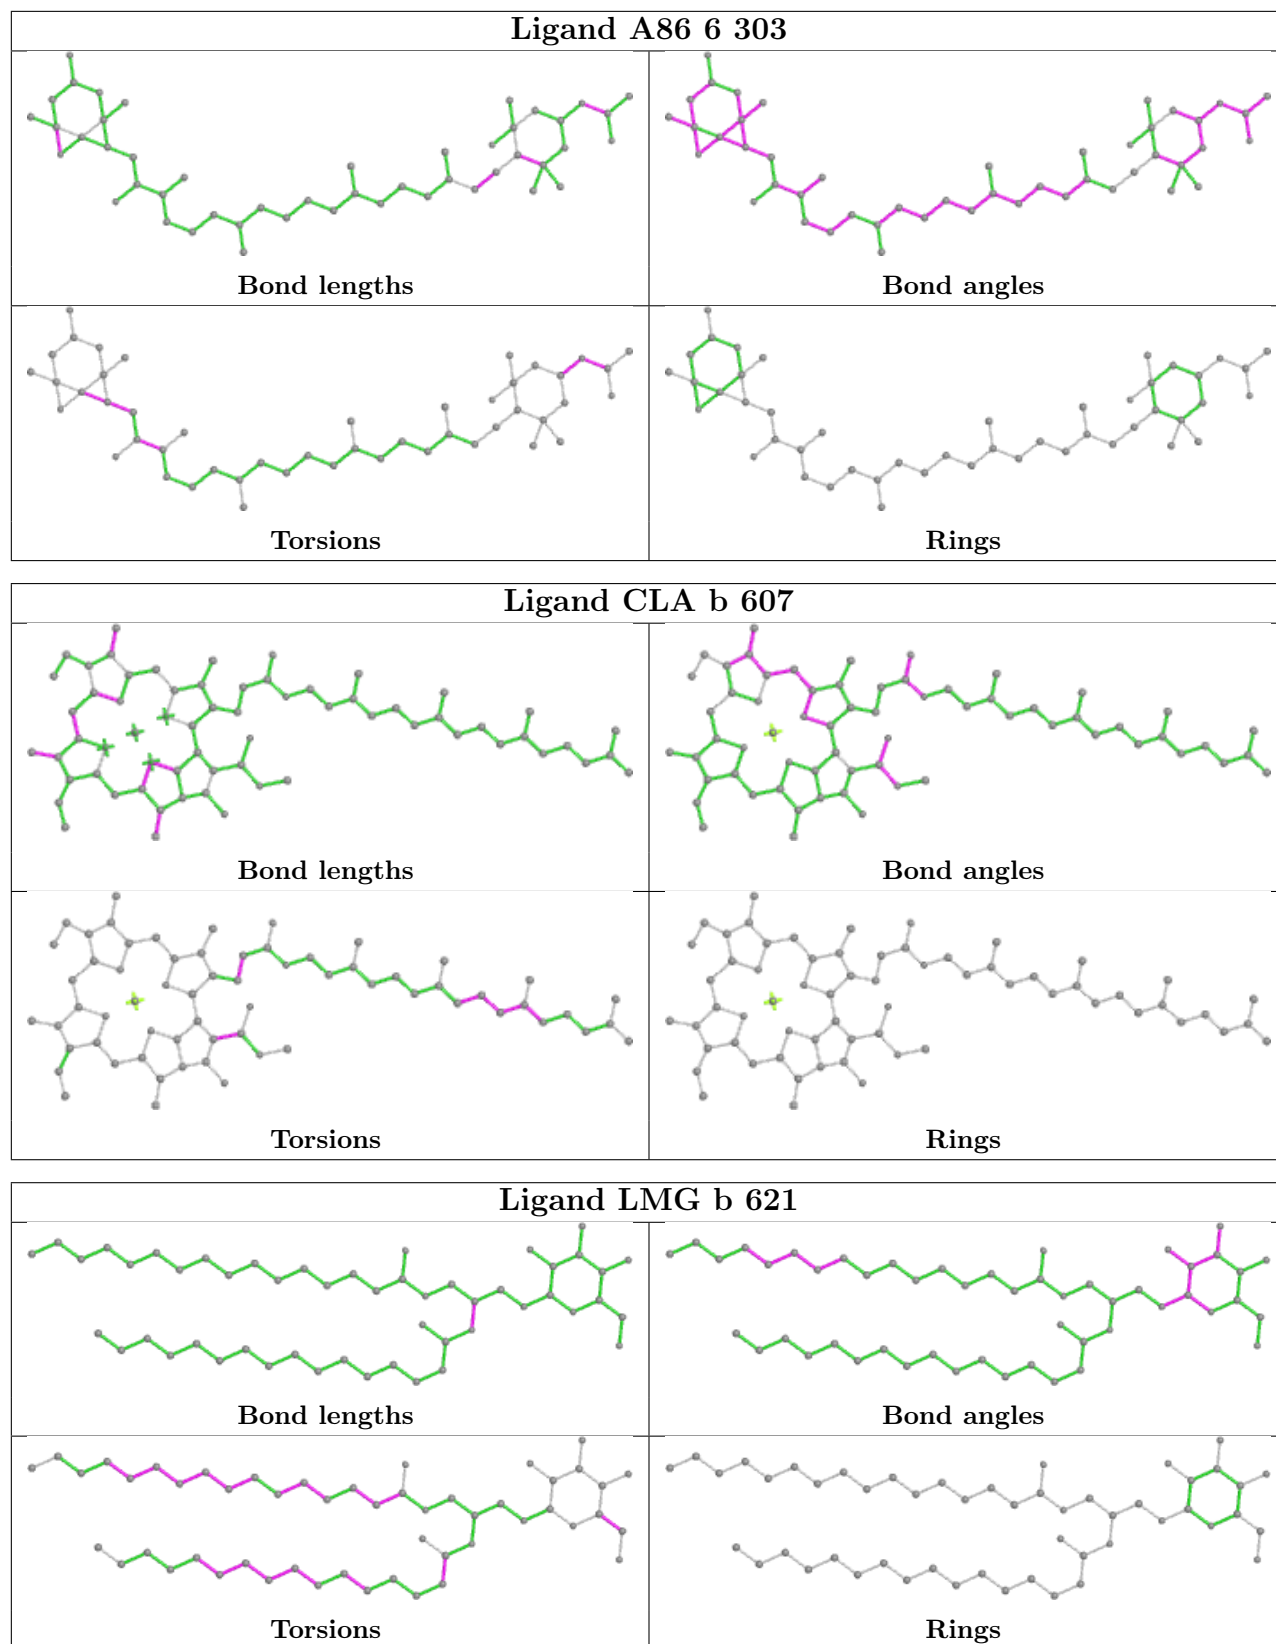 Ligand A86 6 303
Bond lengths
Bond angles
Torsions
Rings
Ligand CLA b 607
Bond lengths
Bond angles
Torsions
Rings
Ligand LMG b 621
Bond lengths
Bond angles
Torsions
Rings